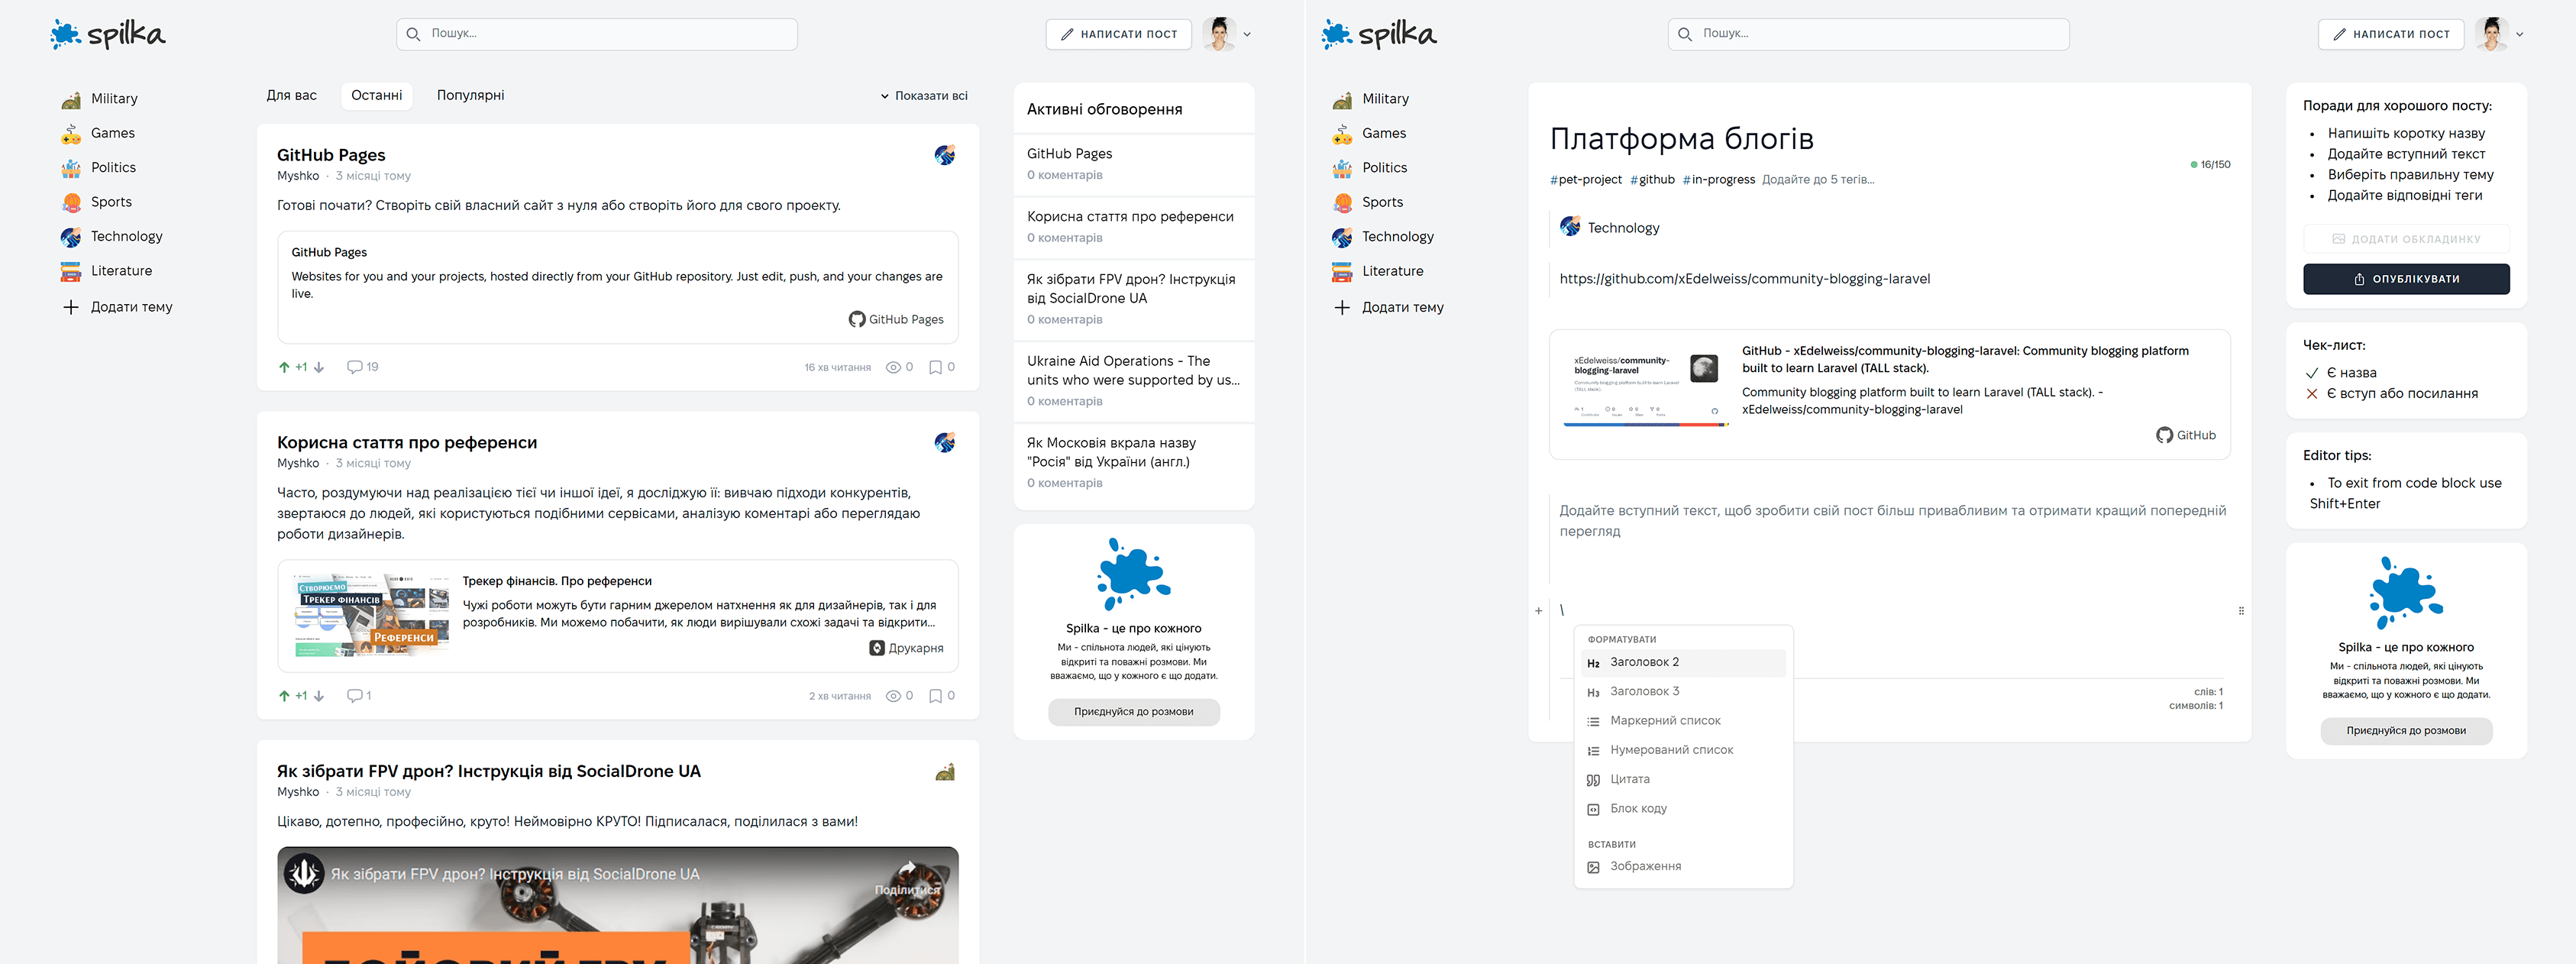 spilka
Пошук...
НАПИСАТИ ПОСТ
Military
Games
Politics
Sports
Technology
Literature
Додати тему
Для вас
Останні
Популярні
Показати всі
GitHub Pages
Myshko · 3 місяці тому
Готові почати? Створіть свій власний сайт з нуля або створіть його для свого проекту.
GitHub Pages
Websites for you and your projects, hosted directly from your GitHub repository. Just edit, push, and your changes are
live.
GitHub Pages
+1
19
16 хв читання
0
0
Корисна стаття про референси
Myshko · 3 місяці тому
Часто, роздумуючи над реалізацією тієї чи іншої ідеї, я досліджую її: вивчаю підходи конкурентів,
звертаюся до людей, які користуються подібними сервісами, аналізую коментарі або переглядаю
роботи дизайнерів.
Створюємо
Трекер фінансів
Референси
Трекер фінансів. Про референси
Чужі роботи можуть бути гарним джерелом натхнення як для дизайнерів, так і для
розробників. Ми можемо побачити, як люди вирішували схожі задачі та відкрити...
Друкарня
+1
1
2 хв читання
0
0
Як зібрати FPV дрон? Інструкція від SocialDrone UA
Myshko · 3 місяці тому
Цікаво, дотепно, професійно, круто! Неймовірно КРУТО! Підписалася, поділилася з вами!
Як зібрати FPV дрон? Інструкція від SocialDrone UA
Поділитися
Активні обговорення
GitHub Pages
0 коментарів
Корисна стаття про референси
0 коментарів
Як зібрати FPV дрон? Інструкція
від SocialDrone UA
0 коментарів
Ukraine Aid Operations - The
units who were supported by us...
0 коментарів
Як Московія вкрала назву
"Росія" від України (англ.)
0 коментарів
Spilka - це про кожного
Ми - спільнота людей, які цінують
відкриті та поважні розмови. Ми
вважаємо, що у кожного є що додати.
Приєднуйся до розмови
spilka
Пошук...
НАПИСАТИ ПОСТ
Military
Games
Politics
Sports
Technology
Literature
Додати тему
Платформа блогів
16/150
#pet-project #github #in-progress Додайте до 5 тегів...
Technology
https://github.com/xEdelweiss/community-blogging-laravel
xEdelweiss/community-
blogging-laravel
Community blogging platform built to learn Laravel
(TALL stack).
GitHub - xEdelweiss/community-blogging-laravel: Community blogging platform
built to learn Laravel (TALL stack).
Community blogging platform built to learn Laravel (TALL stack). -
xEdelweiss/community-blogging-laravel
GitHub
Додайте вступний текст, щоб зробити свій пост більш привабливим та отримати кращий попередній
перегляд
+ \
ФОРМАТУВАТИ
H2 Заголовок 2
H3 Заголовок 3
Маркерний список
Нумерований список
Цитата
Блок коду
ВСТАВИТИ
Зображення
слів: 1
символів: 1
Поради для хорошого посту:
• Напишіть коротку назву
• Додайте вступний текст
• Виберіть правильну тему
• Додайте відповідні теги
ДОДАТИ ОБКЛАДИНКУ
ОПУБЛІКУВАТИ
Чек-лист:
Є назва
Є вступ або посилання
Editor tips:
• To exit from code block use
Shift+Enter
Spilka - це про кожного
Ми - спільнота людей, які цінують
відкриті та поважні розмови. Ми
вважаємо, що у кожного є що додати.
Приєднуйся до розмови